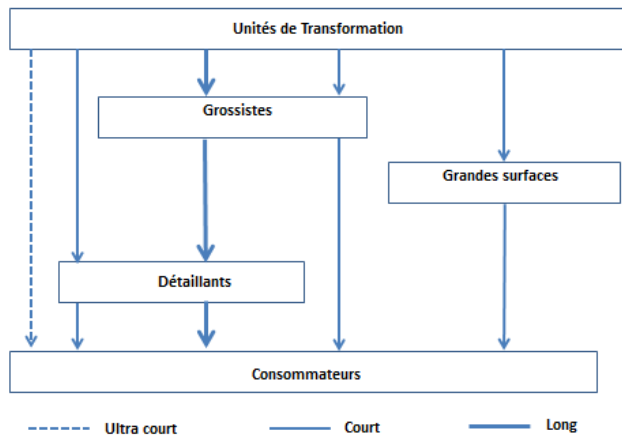 Unités de Transformation
Grossistes
Grandes surfaces
Détaillants
Consommateurs
Ultra court
Court
Long